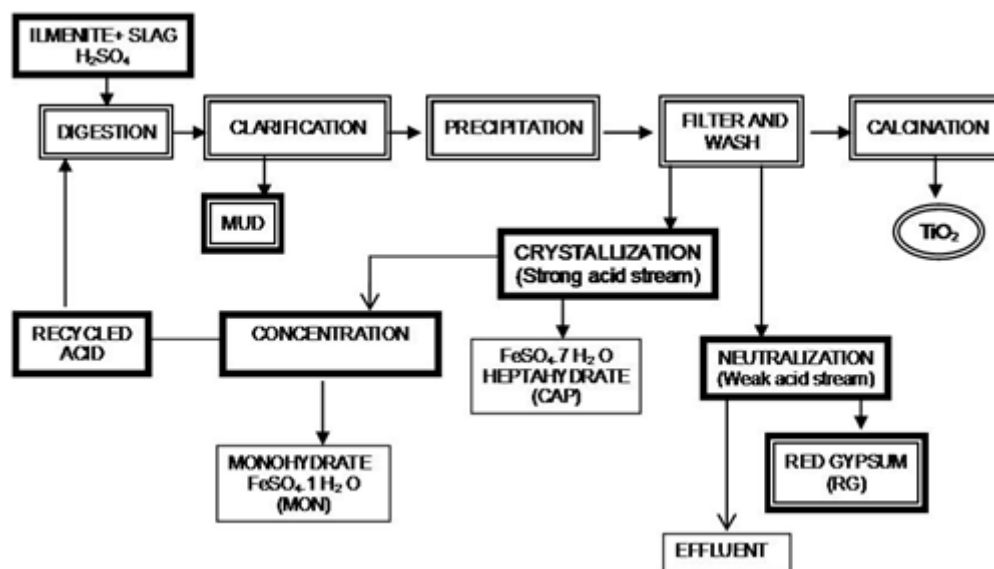 ILMENITE+ SLAG
H₂SO₄
DIGESTION
CLARIFICATION
PRECIPITATION
FILTER AND
WASH
CALCINATION
MUD
TiO₂
CRYSTALLIZATION
(Strong acid stream)
RECYCLED
ACID
CONCENTRATION
FeSO₄.7 H₂ O
HEPTAHYDRATE
(CAP)
NEUTRALIZATION
(Weak acid stream)
MONOHYDRATE
FeSO₄.1 H₂ O
(MON)
RED GYPSUM
(RG)
EFFLUENT